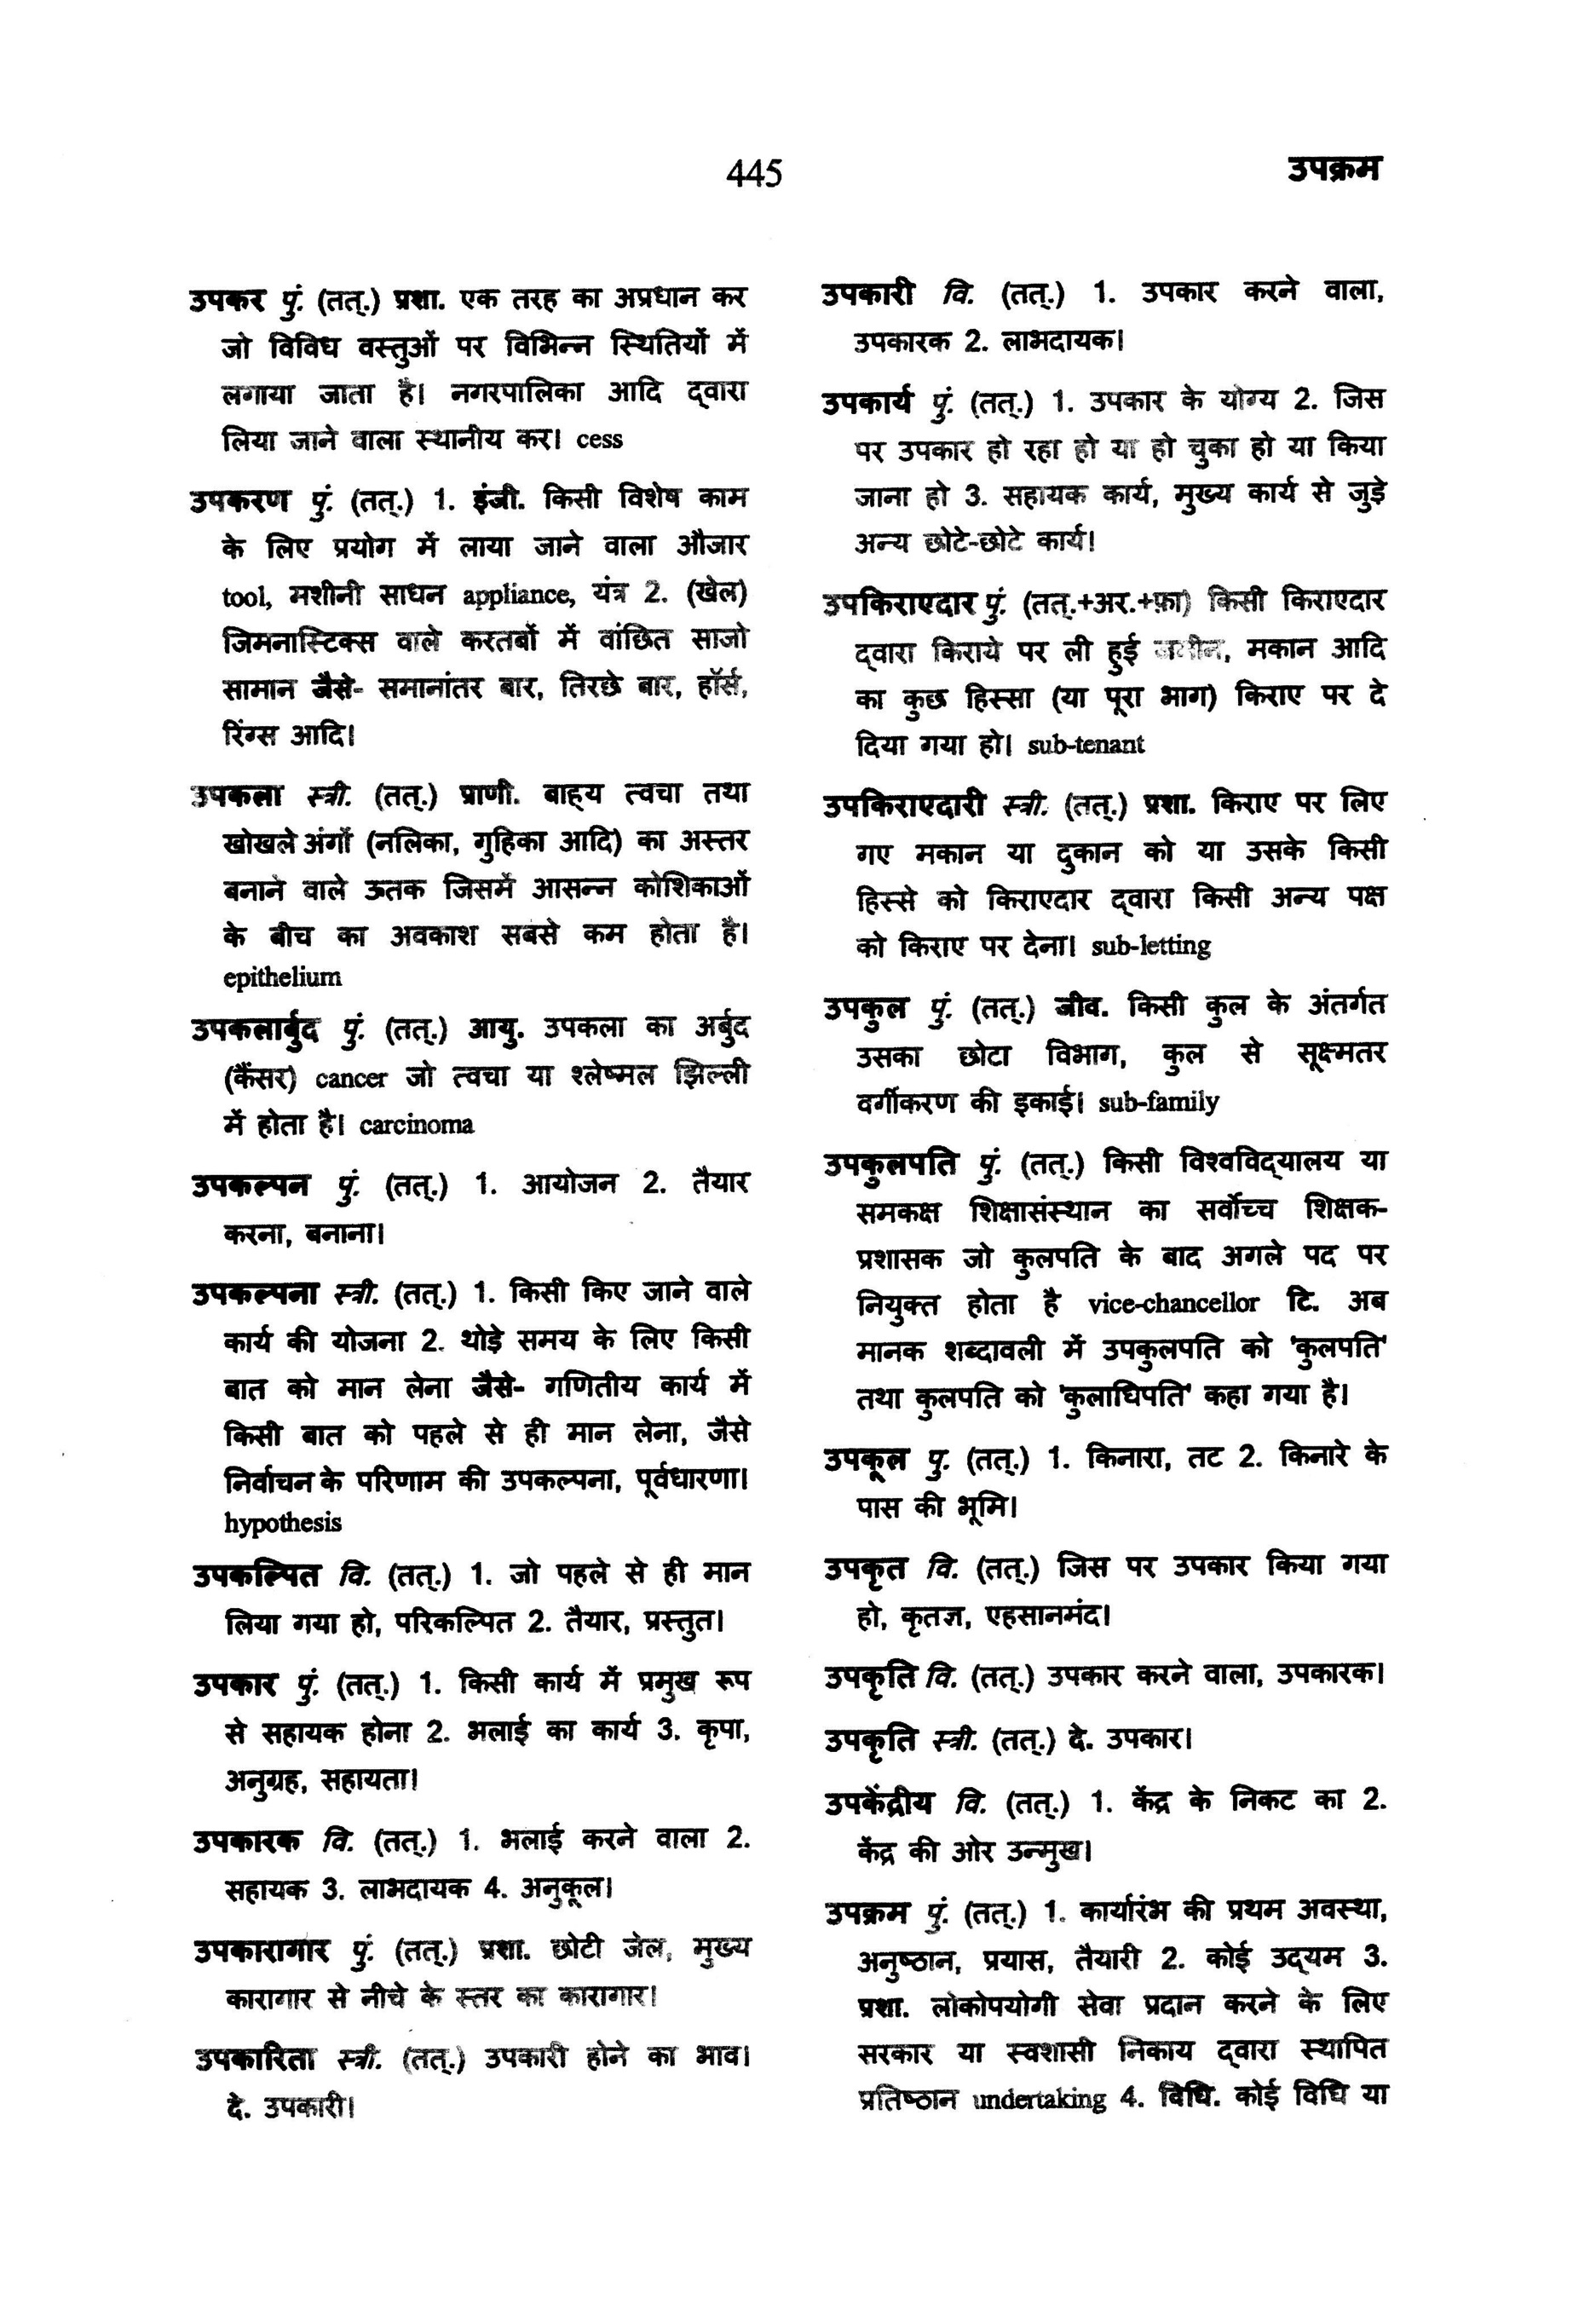 445
उपक्रम
उपकर पुं. (तत्.) प्रशा. एक तरह का अप्रधान कर
जो विविध वस्तुओं पर विभिन्न स्थितियों में
लगाया जाता है। नगरपालिका आदि द्वारा
लिया जाने वाला स्थानीय कर। cess
उपकरण पुं. (तत्.) 1. इंजी. किसी विशेष काम
के लिए प्रयोग में लाया जाने वाला औजार
tool, मशीनी साधन appliance, यंत्र 2. (खेल)
जिमनास्टिक्स वाले करतबों में वांछित साजो
सामान जैसे- समानांतर बार, तिरछे बार, हॉर्स,
रिंग्स आदि।
उपकला स्त्री. (तत्.) प्राणी. बाह्य त्वचा तथा
खोखले अंगों (नलिका, गुहिका आदि) का अस्तर
बनाने वाले ऊतक जिसमें आसन्न कोशिकाओं
के बीच का अवकाश सबसे कम होता है।
epithelium
उपकलार्बुद पुं. (तत्.) आयु. उपकला का अर्बुद
(कैंसर) cancer जो त्वचा या श्लेष्मल झिल्ली
में होता है। carcinoma
उपकल्पन पुं. (तत्.) 1. आयोजन 2. तैयार
करना, बनाना।
उपकल्पना स्त्री. (तत्.) 1. किसी किए जाने वाले
कार्य की योजना 2. थोड़े समय के लिए किसी
बात को मान लेना जैसे- गणितीय कार्य में
किसी बात को पहले से ही मान लेना, जैसे
निर्वाचन के परिणाम की उपकल्पना, पूर्वधारणा।
hypothesis
उपकल्पित वि. (तत्.) 1. जो पहले से ही मान
लिया गया हो, परिकल्पित 2. तैयार, प्रस्तुत।
उपकार पुं. (तत्.) 1. किसी कार्य में प्रमुख रूप
से सहायक होना 2. भलाई का कार्य 3. कृपा,
अनुग्रह, सहायता।
उपकारक वि. (तत्.) 1. भलाई करने वाला 2.
सहायक 3. लाभदायक 4. अनुकूल।
उपकारागार पुं. (तत्.) प्रशा. छोटी जेल, मुख्य
कारागार से नीचे के स्तर का कारागार।
उपकारिता स्त्री. (तत्.) उपकारी होने का भाव।
दे. उपकारी।
उपकारी वि. (तत्.) 1. उपकार करने वाला,
उपकारक 2. लाभदायक।
उपकार्य पुं. (तत्.) 1. उपकार के योग्य 2. जिस
पर उपकार हो रहा हो या हो चुका हो या किया
जाना हो 3. सहायक कार्य, मुख्य कार्य से जुड़े
अन्य छोटे-छोटे कार्य।
उपकिराएदार पुं. (तत्.+अर.+फ़ा) किसी किराएदार
द्वारा किराये पर ली हुई जमीन, मकान आदि
का कुछ हिस्सा (या पूरा भाग) किराए पर दे
दिया गया हो। sub-tenant
उपकिराएदारी स्त्री. (तत्.) प्रशा. किराए पर लिए
गए मकान या दुकान को या उसके किसी
हिस्से को किराएदार द्वारा किसी अन्य पक्ष
को किराए पर देना। sub-letting
उपकुल पुं. (तत्.) जीव. किसी कुल के अंतर्गत
उसका छोटा विभाग, कुल से सूक्ष्मतर
वर्गीकरण की इकाई। sub-family
उपकुलपति पुं. (तत्.) किसी विश्वविद्यालय या
समकक्ष शिक्षासंस्थान का सर्वोच्च शिक्षक-
प्रशासक जो कुलपति के बाद अगले पद पर
नियुक्त होता है vice-chancellor टि. अब
मानक शब्दावली में उपकुलपति को 'कुलपति'
तथा कुलपति को 'कुलाधिपति' कहा गया है।
उपकूल पु. (तत्.) 1. किनारा, तट 2. किनारे के
पास की भूमि।
उपकृत वि. (तत्.) जिस पर उपकार किया गया
हो, कृतज्ञ, एहसानमंद।
उपकृति वि. (तत्.) उपकार करने वाला, उपकारक।
उपकृति स्त्री. (तत्.) दे. उपकार।
उपकेंद्रीय वि. (तत्.) 1. केंद्र के निकट का 2.
केंद्र की ओर उन्मुख।
उपक्रम पुं. (तत्.) 1. कार्यारंभ की प्रथम अवस्था,
अनुष्ठान, प्रयास, तैयारी 2. कोई उद्यम 3.
प्रशा. लोकोपयोगी सेवा प्रदान करने के लिए
सरकार या स्वशासी निकाय द्वारा स्थापित
प्रतिष्ठान undertaking 4. विधि. कोई विधि या